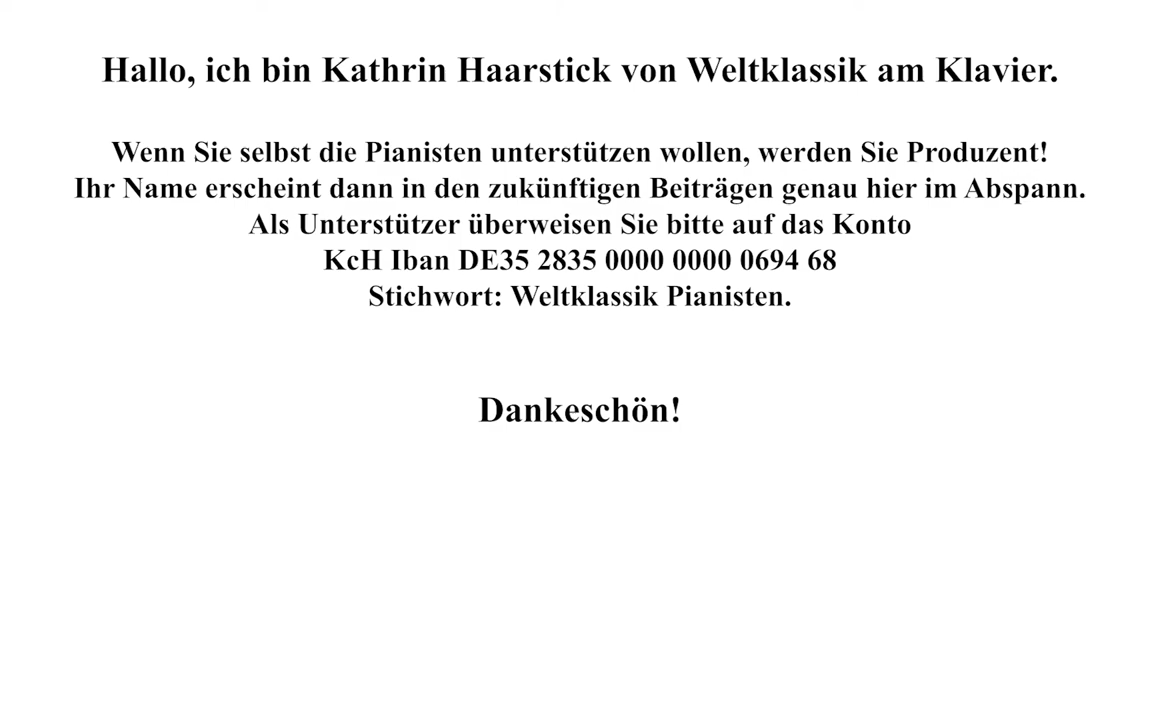 Hallo, ich bin Kathrin Haarstick von Weltklassik am Klavier.
Wenn Sie selbst die Pianisten unterstützen wollen, werden Sie Produzent!
Ihr Name erscheint dann in den zukünftigen Beiträgen genau hier im Abspann.
Als Unterstützer überweisen Sie bitte auf das Konto
KcH Iban DE35 2835 0000 0000 0694 68
Stichwort: Weltklassik Pianisten.
Dankeschön!